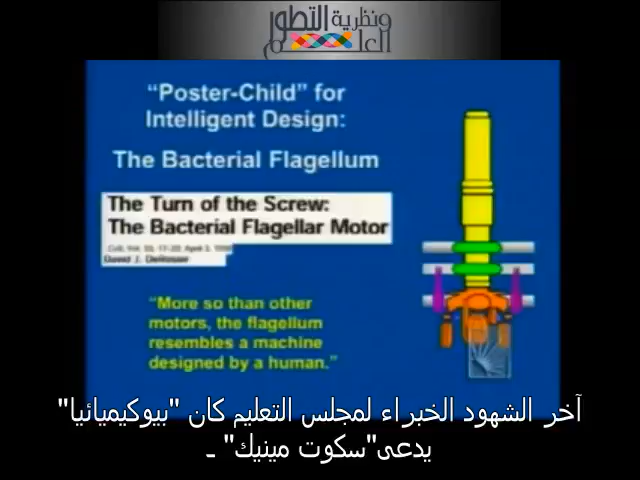 ونظرية التطور
العلم
“Poster-Child” for
Intelligent Design:
The Bacterial Flagellum
The Turn of the Screw:
The Bacterial Flagellar Motor
David J. DeRosier
“More so than other
motors, the flagellum
resembles a machine
designed by a human.”
آخر الشهود الخبراء لمجلس التعليم كان "بيوكيميائيا"
يدعى"سكوت مينيك" ـ